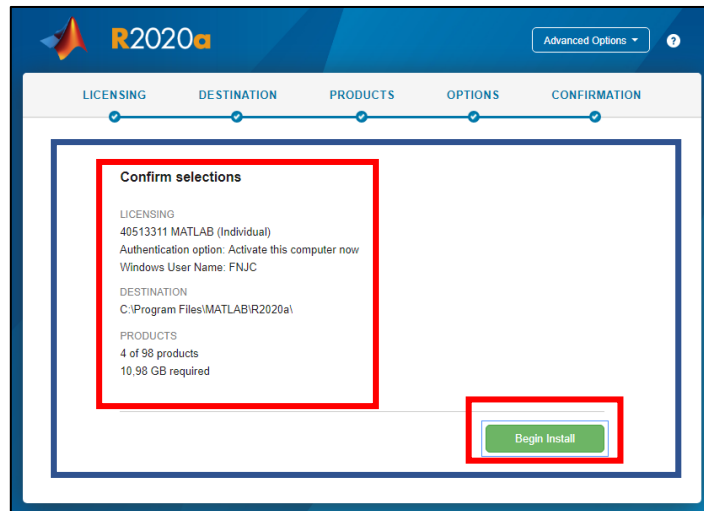 R2020a
Advanced Options
?
LICENSING DESTINATION PRODUCTS OPTIONS CONFIRMATION
Confirm selections
LICENSING
40513311 MATLAB (Individual)
Authentication option: Activate this computer now
Windows User Name: FNJC
DESTINATION
C:\Program Files\MATLAB\R2020a\
PRODUCTS
4 of 98 products
10,98 GB required
Begin Install